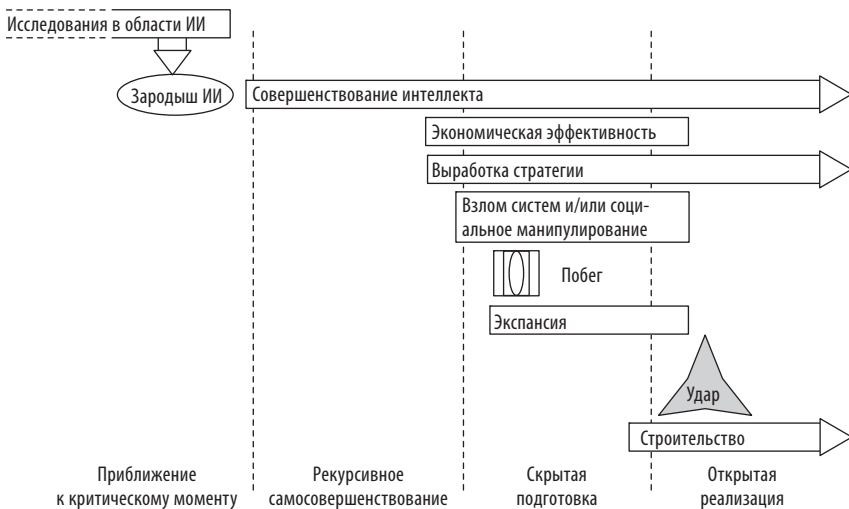 Исследования в области ИИ
Зародыш ИИ
Совершенствование интеллекта
Экономическая эффективность
Выработка стратегии
Взлом систем и/или соци-
альное манипулирование
Побег
Экспансия
Удар
Строительство
Приближение
к критическому моменту
Рекурсивное
самосовершенствование
Скрытая
подготовка
Открытая
реализация